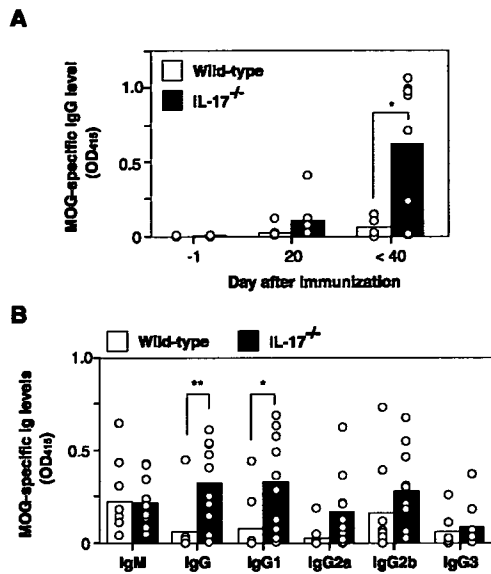 A
Wild-type
IL-17-/-
MOG-specific IgG level
(OD415)
1.0
0.5
0
*
-1 20 < 40
Day after immunization
B
Wild-type IL-17-/-
MOG-specific Ig levels
(OD415)
1.0
0.5
0
** *
IgM IgG IgG1 IgG2a IgG2b IgG3